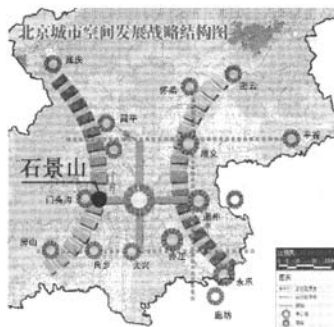 北京城市空间发展战略结构图
延庆
怀柔
密云
昌平
平谷
顺义
石景山
门头沟
通州
房山
良乡
大兴
亦庄
永乐
廊坊